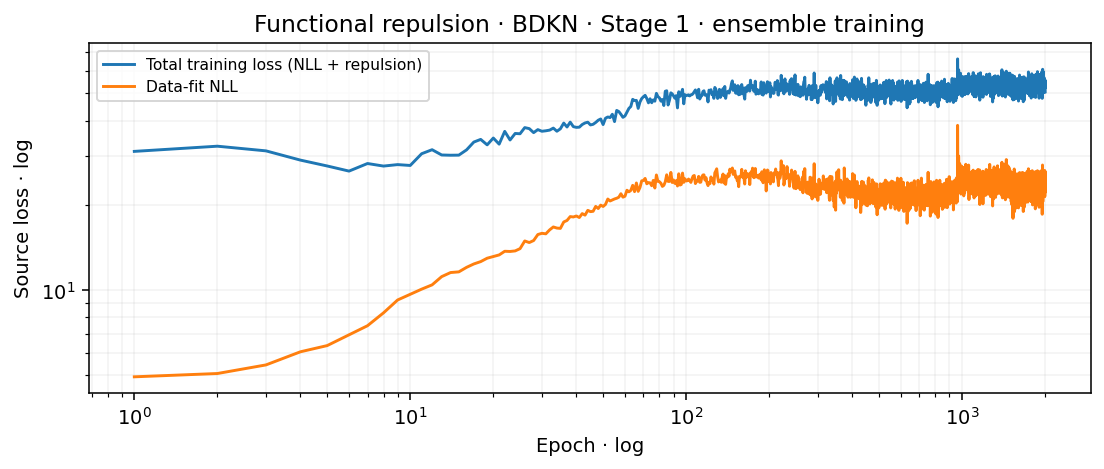 Functional repulsion · BDKN · Stage 1 · ensemble training
Total training loss (NLL + repulsion)
Data-fit NLL
Source loss · log
10¹
10⁰
10¹
10²
10³
Epoch · log